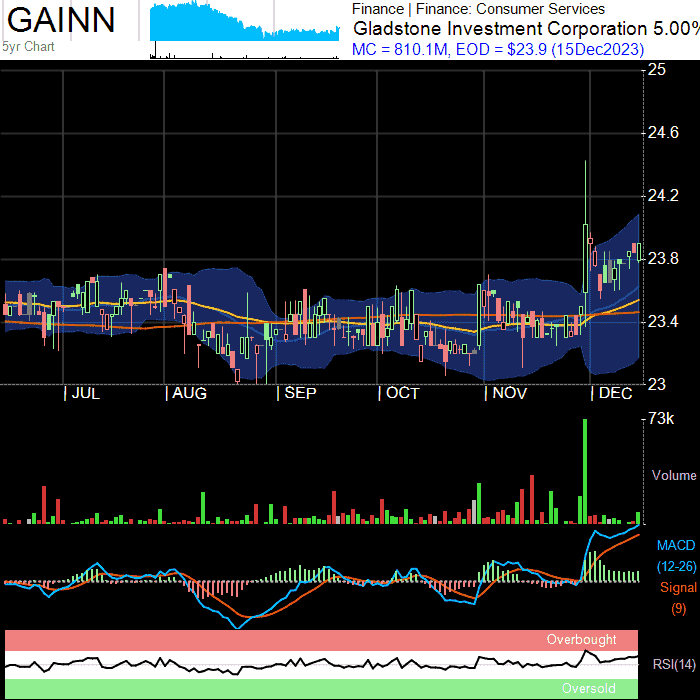 GAINN
5yr Chart
Finance | Finance: Consumer Services
Gladstone Investment Corporation 5.00%
MC = 810.1M, EOD = $23.9 (15Dec2023)
25
24.6
24.2
23.8
23.4
23
JUL
AUG
SEP
OCT
NOV
DEC
73k
Volume
MACD
(12-26)
Signal
(9)
Overbought
RSI(14)
Oversold